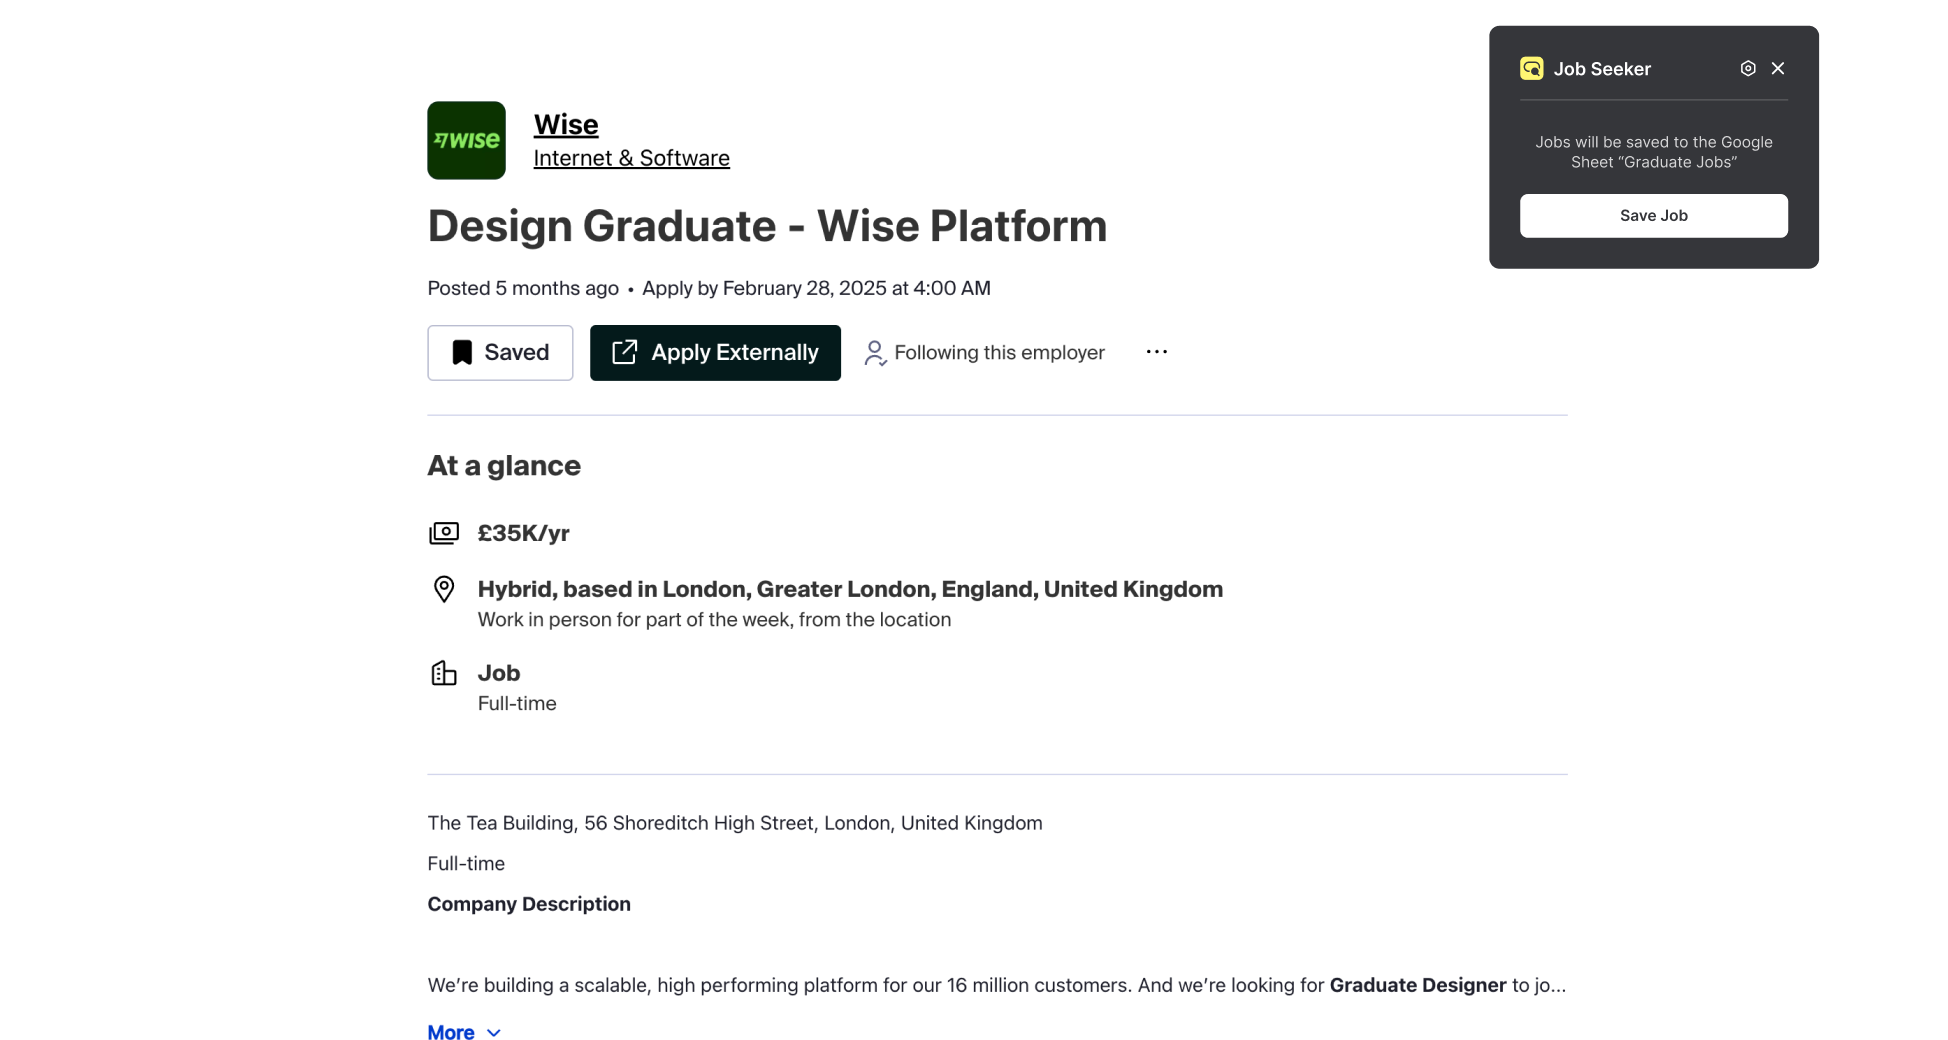 Job Seeker
Jobs will be saved to the Google
Sheet “Graduate Jobs”
Save Job
WISE
Wise
Internet & Software
Design Graduate - Wise Platform
Posted 5 months ago • Apply by February 28, 2025 at 4:00 AM
Saved
Apply Externally
Following this employer
...
At a glance
£35K/yr
Hybrid, based in London, Greater London, England, United Kingdom
Work in person for part of the week, from the location
Job
Full-time
The Tea Building, 56 Shoreditch High Street, London, United Kingdom
Full-time
Company Description
We’re building a scalable, high performing platform for our 16 million customers. And we’re looking for Graduate Designer to jo...
More